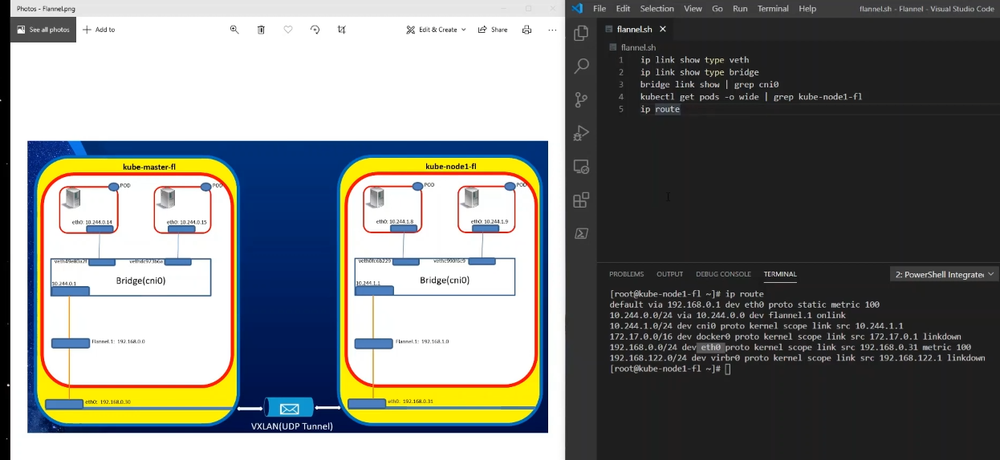 Photos - Flannel.png
See all photos
Add to
Edit & Create
Share
kube-master-fl
POD
POD
eth0: 10.244.0.14
eth0: 10.244.0.15
veth49e80a2f
vethdc973b6a
Bridge(cni0)
10.244.0.1
Flannel.1: 192.168.0.0
eth0: 192.168.0.30
VXLAN(UDP Tunnel)
kube-node1-fl
POD
POD
eth0: 10.244.1.8
eth0: 10.244.1.9
veth0fc6b229
vethc990f6c9
Bridge(cni0)
10.244.1.1
Flannel.1: 192.168.1.0
eth0: 192.168.0.31
File Edit Selection View Go Run Terminal Help
flannel.sh - Flannel - Visual Studio Code
flannel.sh
flannel.sh
1 ip link show type veth
2 ip link show type bridge
3 bridge link show | grep cni0
4 kubectl get pods -o wide | grep kube-node1-fl
5 ip route
PROBLEMS OUTPUT DEBUG CONSOLE TERMINAL
2: PowerShell Integrate
[root@kube-node1-fl ~]# ip route
default via 192.168.0.1 dev eth0 proto static metric 100
10.244.0.0/24 via 10.244.0.0 dev flannel.1 onlink
10.244.1.0/24 dev cni0 proto kernel scope link src 10.244.1.1
172.17.0.0/16 dev docker0 proto kernel scope link src 172.17.0.1 linkdown
192.168.0.0/24 dev eth0 proto kernel scope link src 192.168.0.31 metric 100
192.168.122.0/24 dev virbr0 proto kernel scope link src 192.168.122.1 linkdown
[root@kube-node1-fl ~]#